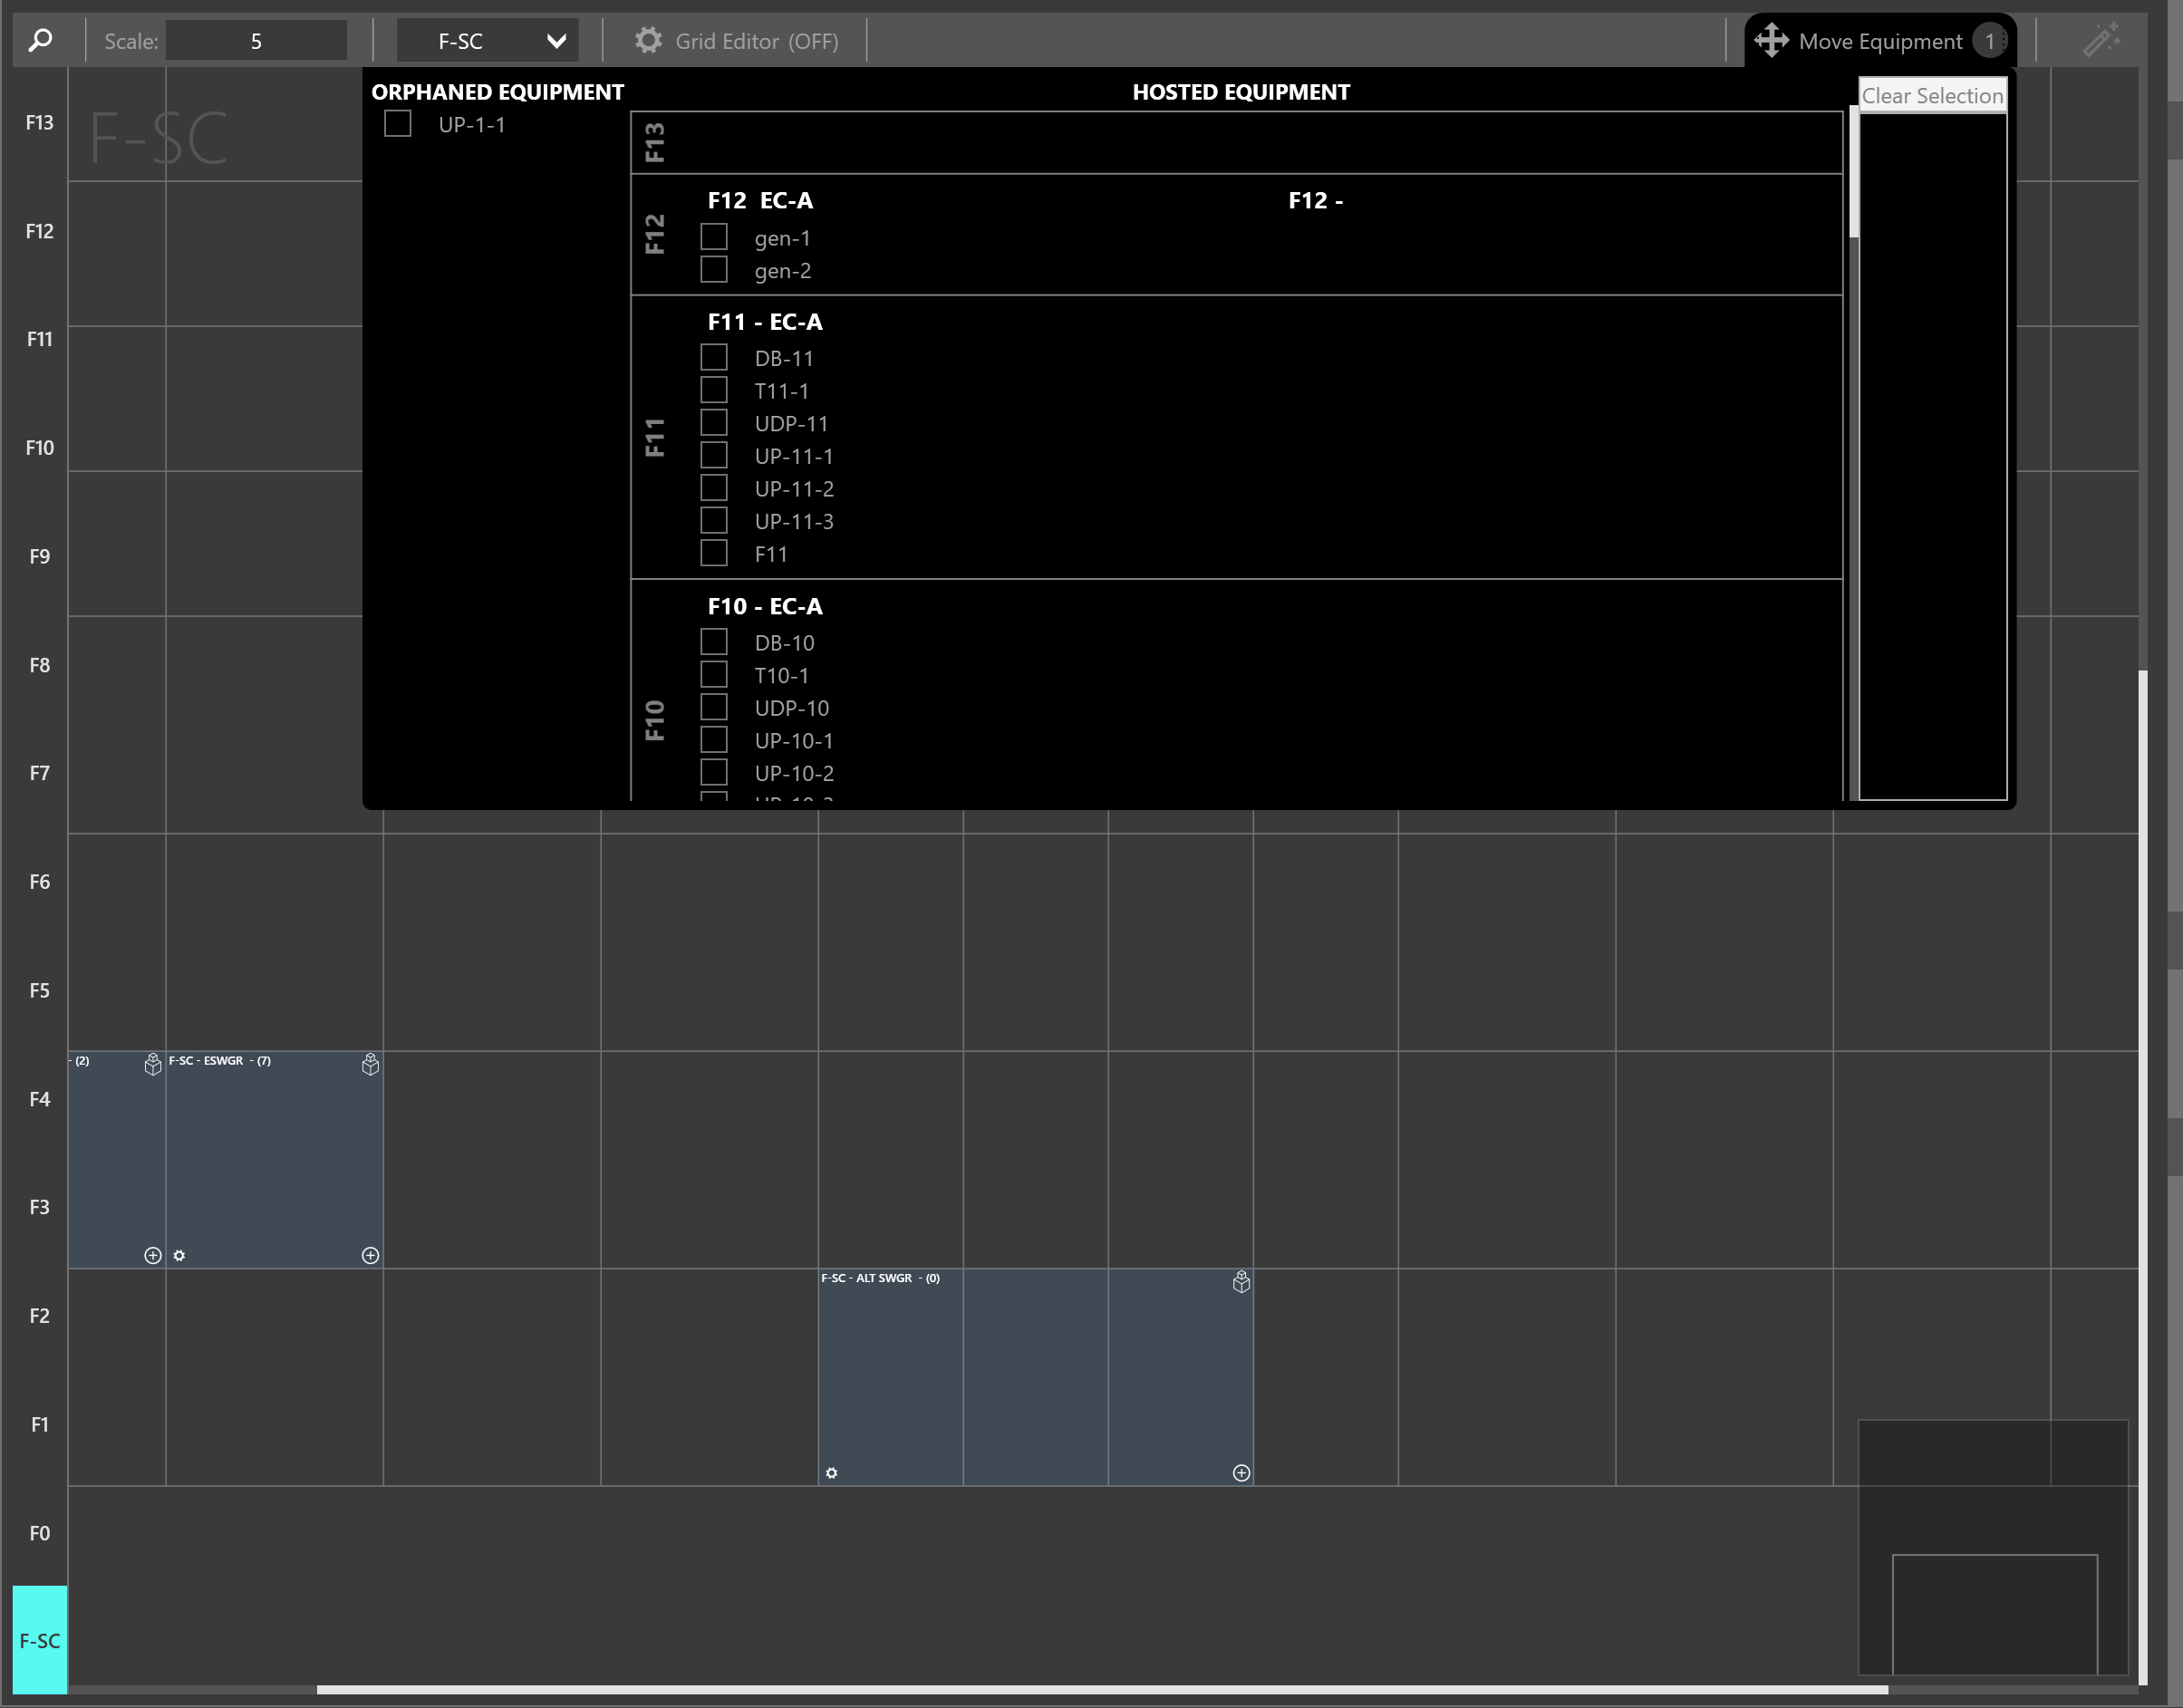 Scale: 5 F-SC Grid Editor (OFF) Move Equipment 1
ORPHANED EQUIPMENT
UP-1-1
HOSTED EQUIPMENT
Clear Selection
F13
F12
F12 EC-A
F12 -
gen-1
gen-2
F11
F11 - EC-A
DB-11
T11-1
UDP-11
UP-11-1
UP-11-2
UP-11-3
F11
F10
F10 - EC-A
DB-10
T10-1
UDP-10
UP-10-1
UP-10-2
F-SC
F13
F12
F11
F10
F9
F8
F7
F6
F5
F4
F3
F2
F1
F0
F-SC
- (2)
F-SC - ESWGR - (7)
F-SC - ALT SWGR - (0)